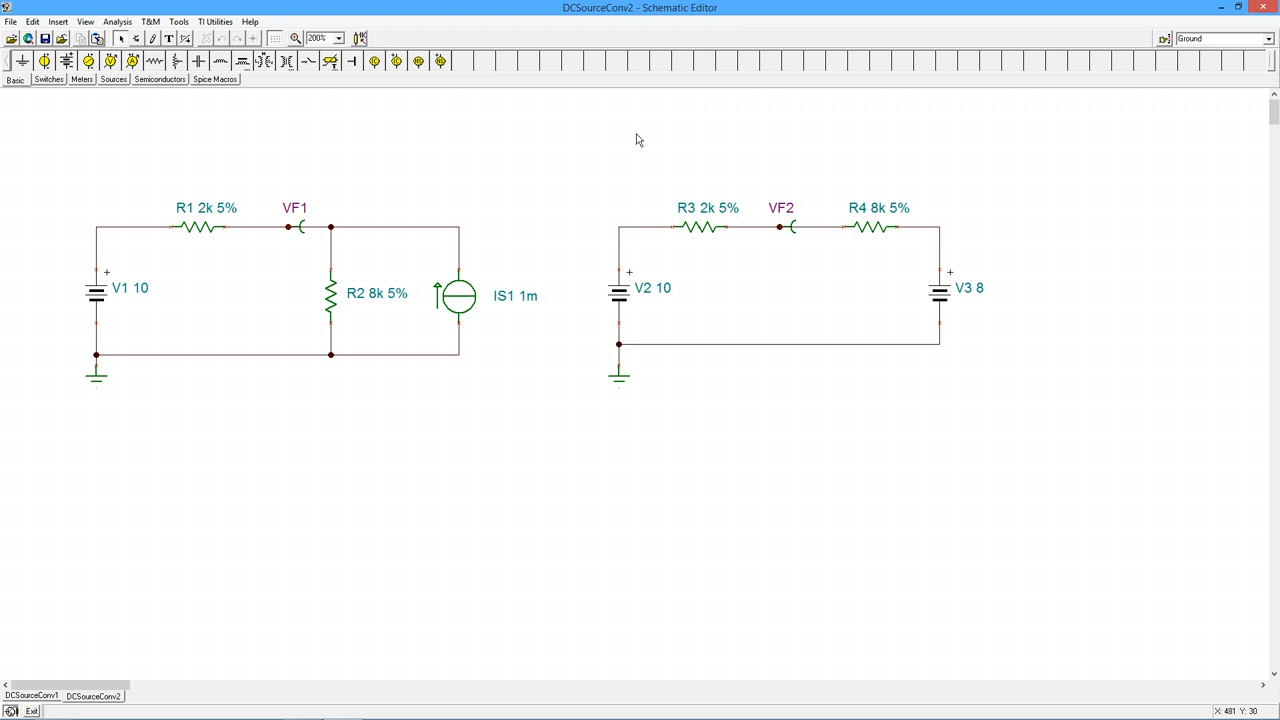 DCSourceConv2 - Schematic Editor
File Edit Insert View Analysis T&M Tools TI Utilities Help
200% Ground
Basic Switches Meters Sources Semiconductors Spice Macros
R1 2k 5% VF1 R3 2k 5% VF2 R4 8k 5%
+ + +
V1 10 R2 8k 5% IS1 1m V2 10 V3 8
DCSourceConv1 DCSourceConv2
Exit X: 481 Y: 30